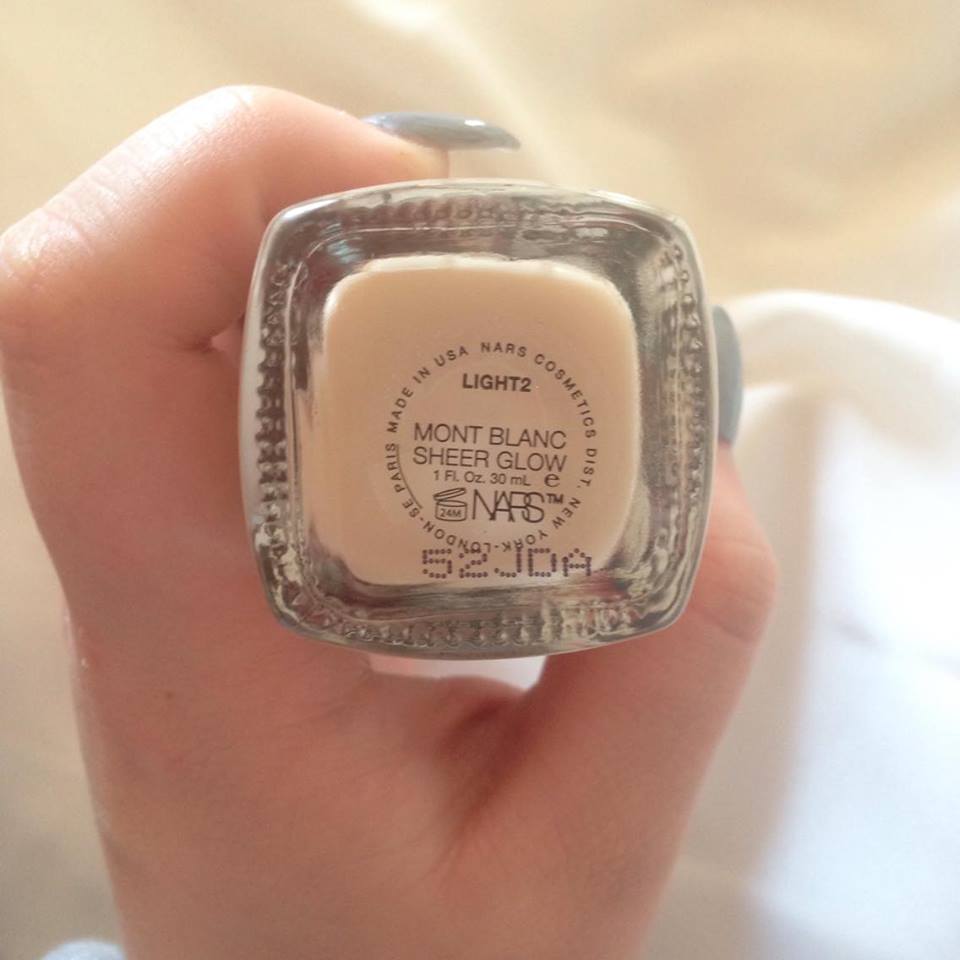 MADE IN USA NARS COSMETICS DIST. NEW YORK-LONDON-SE PARIS
LIGHT2
MONT BLANC
SHEER GLOW
1 Fl. Oz. 30 mL e
24M NARS™
52JDA